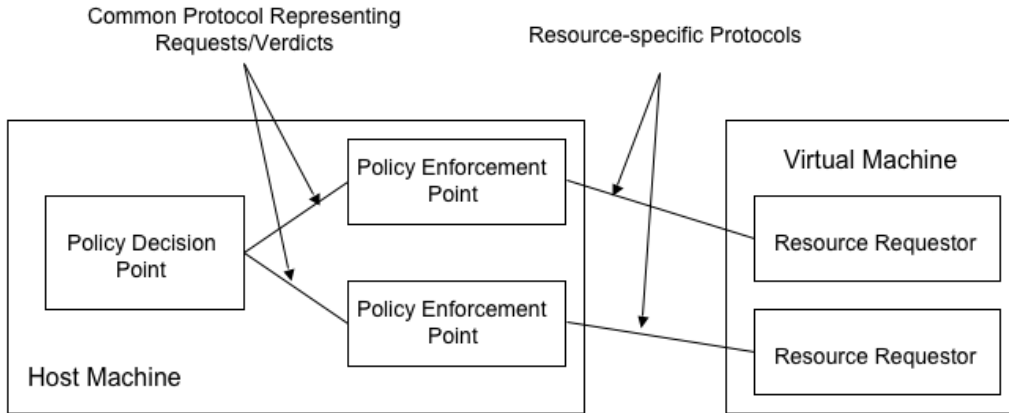 Common Protocol Representing
Requests/Verdicts
Resource-specific Protocols
Policy Enforcement
Point
Virtual Machine
Policy Decision
Point
Resource Requestor
Policy Enforcement
Point
Resource Requestor
Host Machine